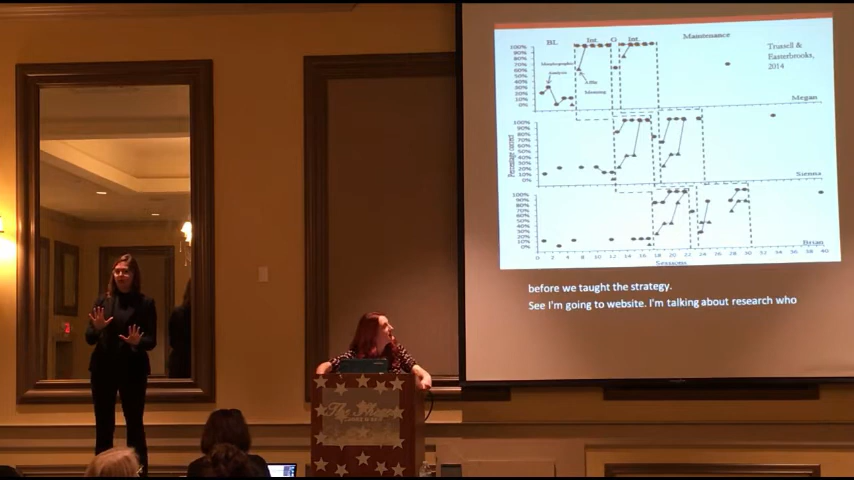 BL
Int.
G
Int.
Maintenance
Trussell &
Easterbrooks,
2014
Morphographic
Analysis
Megan
100%
90%
80%
70%
60%
50%
40%
30%
20%
10%
0%
Percentage correct
Sienna
100%
90%
80%
70%
60%
50%
40%
30%
20%
10%
0%
Brian
100%
90%
80%
70%
60%
50%
40%
30%
20%
10%
0%
0 2 4 6 8 10 12 14 16 18 20 22 24 26 28 30 32 34 36 38 40
Sessions
before we taught the strategy.
See I'm going to website. I'm talking about research who